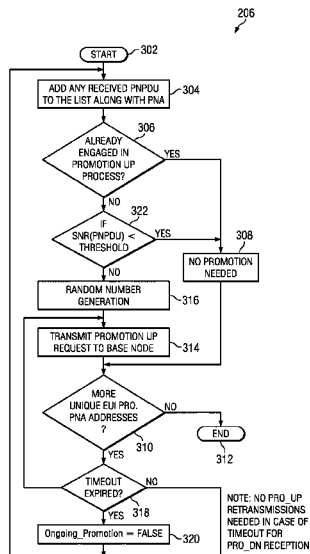 206
START
302
ADD ANY RECEIVED PNPDU
TO THE LIST ALONG WITH PNA
304
306
ALREADY
ENGAGED IN
PROMOTION UP
PROCESS?
YES
NO
322
IF
SNR(PNPDU) <
THRESHOLD
YES
308
NO
NO PROMOTION
NEEDED
RANDOM NUMBER
GENERATION
316
TRANSMIT PROMOTION UP
REQUEST TO BASE NODE
314
MORE
UNIQUE EUI PRO.
PNA ADDRESSES
?
NO
310
END
312
YES
TIMEOUT
EXPIRED?
NO
318
YES
NOTE: NO PRO_UP
RETRANSMISSIONS
NEEDED IN CASE OF
TIMEOUT FOR
PRO_DN RECEPTION
Ongoing_Promotion = FALSE
320